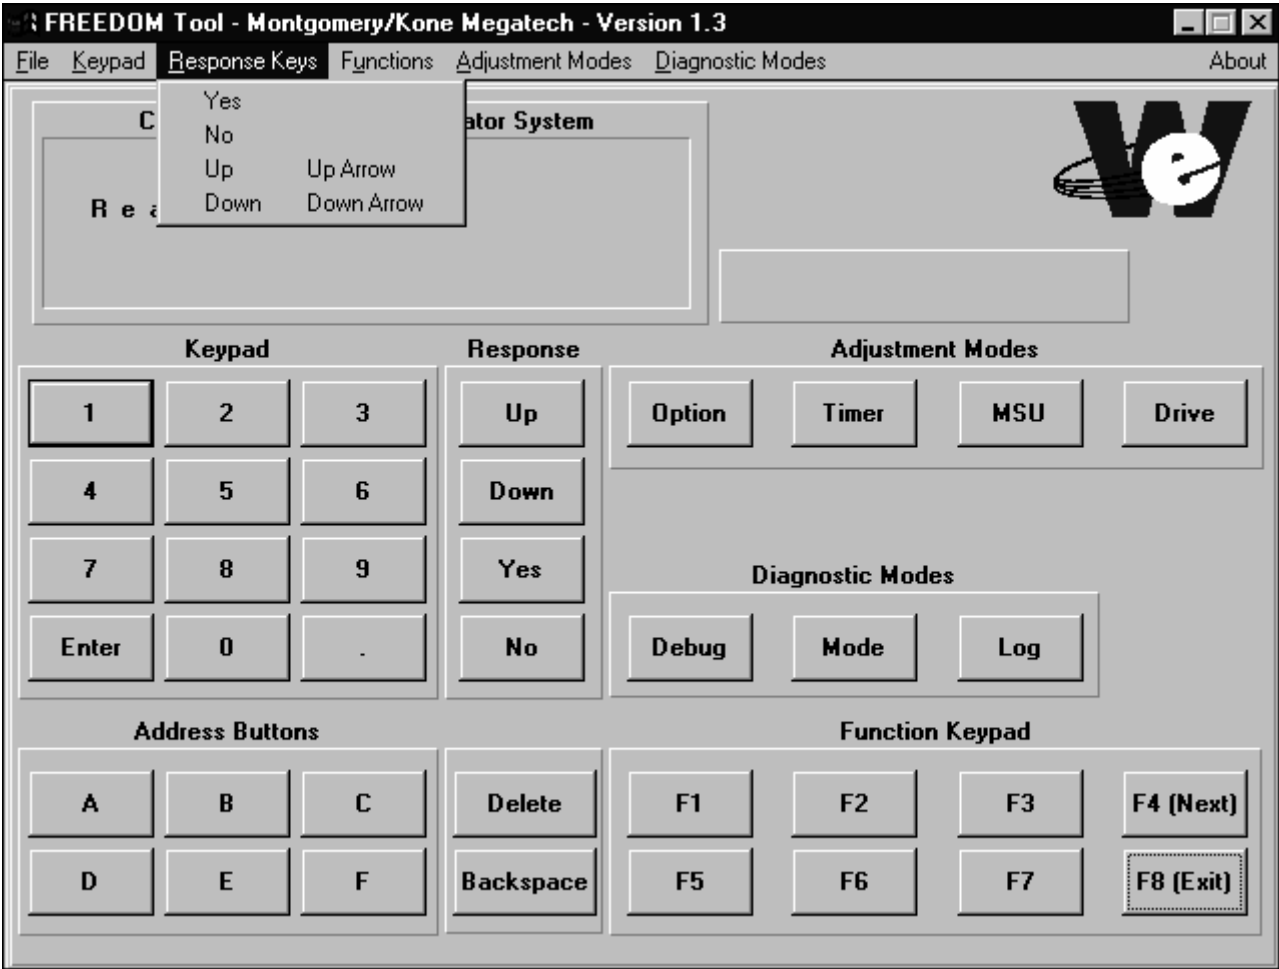 FREEDOM Tool - Montgomery/Kone Megatech - Version 1.3
File Keypad Response Keys Functions Adjustment Modes Diagnostic Modes About
Yes
No
Up Up Arrow
Down Down Arrow
System
Keypad Response Adjustment Modes
1 2 3 Up Option Timer MSU Drive
4 5 6 Down
7 8 9 Yes
Diagnostic Modes
Enter 0 . No Debug Mode Log
Address Buttons Function Keypad
A B C Delete F1 F2 F3 F4 (Next)
D E F Backspace F5 F6 F7 F8 (Exit)
We